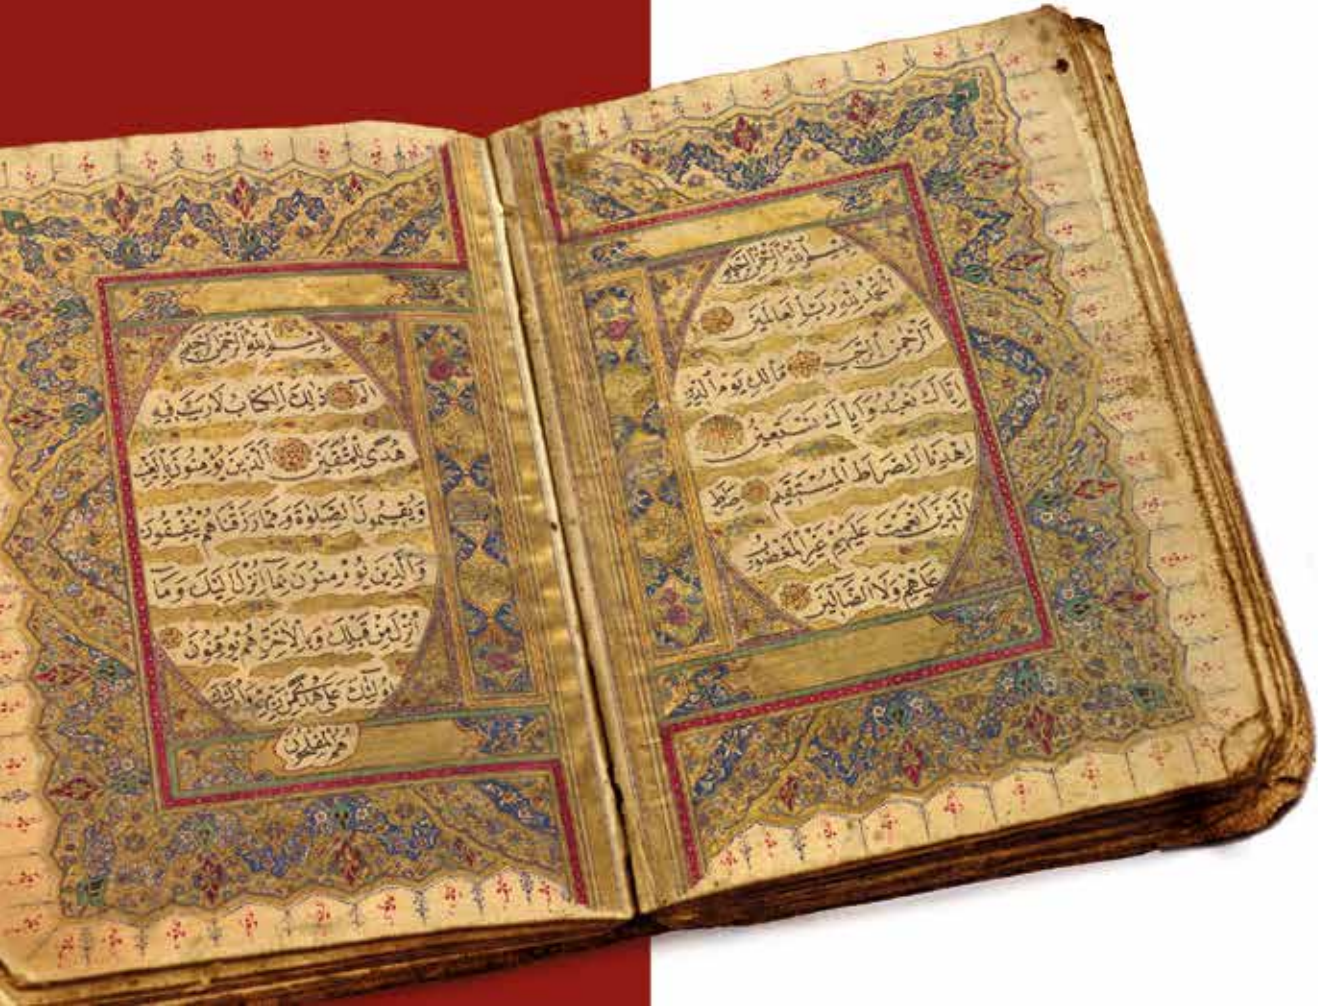 بسم الله الرحمن الرحيم
الحمد لله رب العالمين
الرحمن الرحيم مالك يوم الدين
اياك نعبد واياك نستعين
اهدنا الصراط المستقيم صراط
الذين انعمت عليهم غير المغضوب
عليهم ولا الضالين
بسم الله الرحمن الرحيم
الم ذلك الكتاب لا ريب فيه
هدى للمتقين الذين يؤمنون بالغيب
ويقيمون الصلوة ومما رزقناهم ينفقون
والذين يؤمنون بما انزل اليك وما
انزل من قبلك وبالاخرة هم يوقنون
اولئك على هدى من ربهم واولئك
هم المفلحون